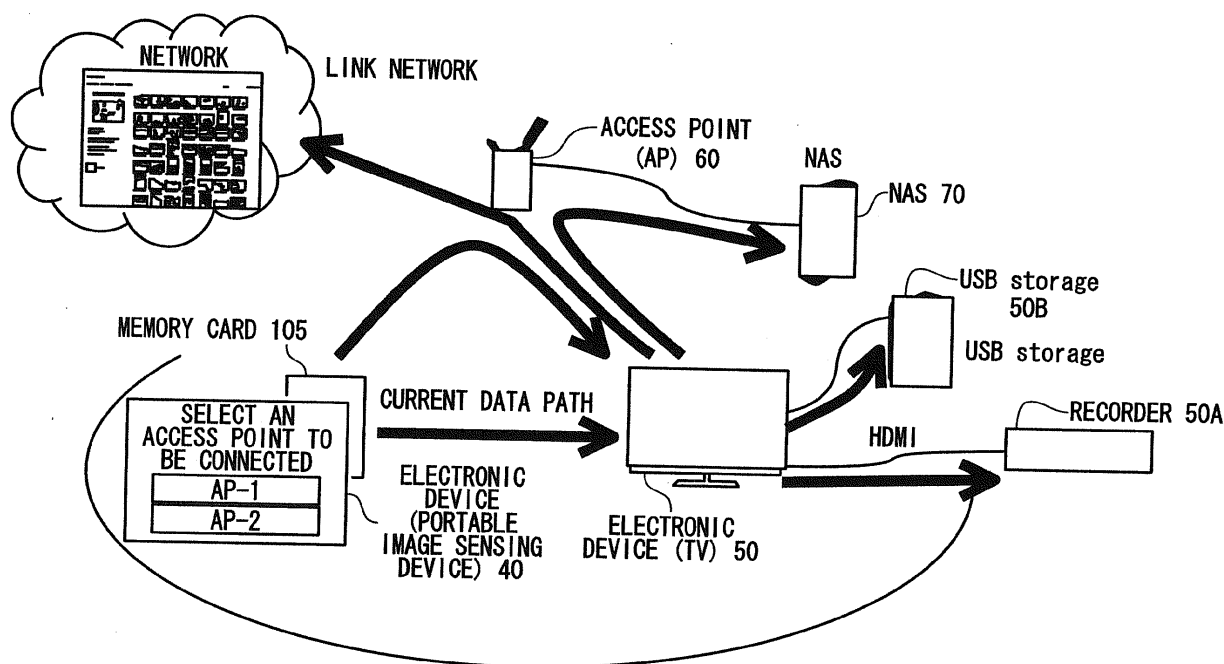 NETWORK
LINK NETWORK
ACCESS POINT
(AP) 60
NAS
NAS 70
USB storage
50B
USB storage
MEMORY CARD 105
SELECT AN
ACCESS POINT TO
BE CONNECTED
AP-1
AP-2
CURRENT DATA PATH
ELECTRONIC
DEVICE
(PORTABLE
IMAGE SENSING
DEVICE) 40
ELECTRONIC
DEVICE (TV) 50
HDMI
RECORDER 50A